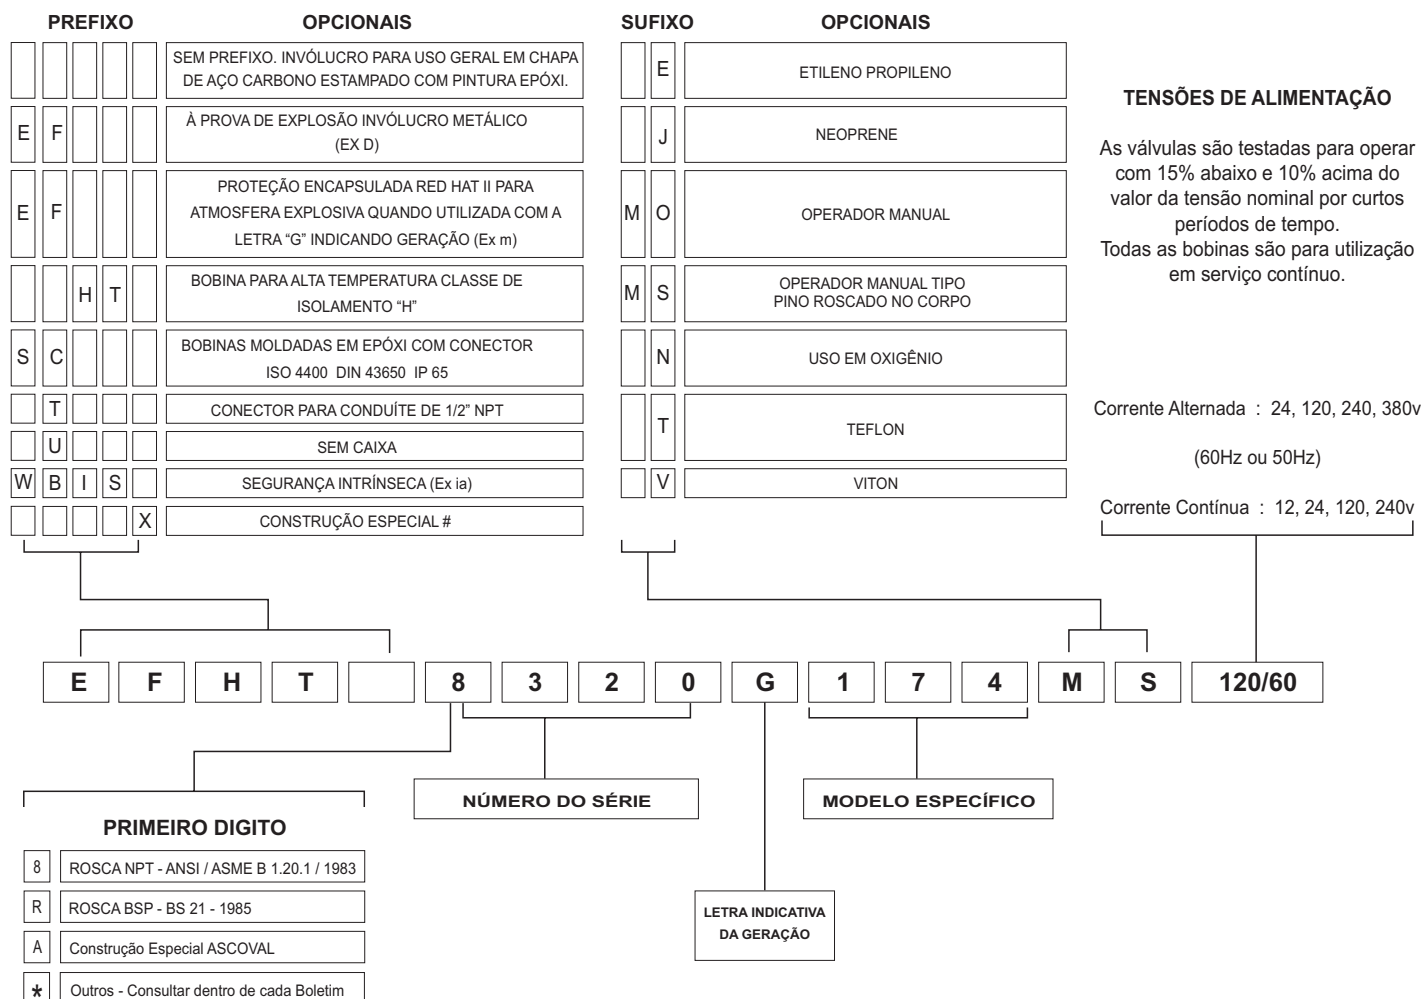 PREFIXO
OPCIONAIS
SEM PREFIXO. INVÓLUCRO PARA USO GERAL EM CHAPA
DE AÇO CARBONO ESTAMPADO COM PINTURA EPÓXI.
E F
À PROVA DE EXPLOSÃO INVÓLUCRO METÁLICO
(EX D)
E F
PROTEÇÃO ENCAPSULADA RED HAT II PARA
ATMOSFERA EXPLOSIVA QUANDO UTILIZADA COM A
LETRA “G” INDICANDO GERAÇÃO (Ex m)
H T
BOBINA PARA ALTA TEMPERATURA CLASSE DE
ISOLAMENTO “H”
S C
BOBINAS MOLDADAS EM EPÓXI COM CONECTOR
ISO 4400 DIN 43650 IP 65
T
CONECTOR PARA CONDUÍTE DE 1/2” NPT
U
SEM CAIXA
W B I S
SEGURANÇA INTRÍNSECA (Ex ia)
X
CONSTRUÇÃO ESPECIAL #
SUFIXO
OPCIONAIS
E
ETILENO PROPILENO
J
NEOPRENE
M O
OPERADOR MANUAL
M S
OPERADOR MANUAL TIPO
PINO ROSCADO NO CORPO
N
USO EM OXIGÊNIO
T
TEFLON
V
VITON
TENSÕES DE ALIMENTAÇÃO
As válvulas são testadas para operar
com 15% abaixo e 10% acima do
valor da tensão nominal por curtos
períodos de tempo.
Todas as bobinas são para utilização
em serviço contínuo.
Corrente Alternada : 24, 120, 240, 380v
(60Hz ou 50Hz)
Corrente Contínua : 12, 24, 120, 240v
E F H T 8 3 2 0 G 1 7 4 M S 120/60
NÚMERO DO SÉRIE
MODELO ESPECÍFICO
LETRA INDICATIVA
DA GERAÇÃO
PRIMEIRO DIGITO
8 ROSCA NPT - ANSI / ASME B 1.20.1 / 1983
R ROSCA BSP - BS 21 - 1985
A Construção Especial ASCOVAL
* Outros - Consultar dentro de cada Boletim